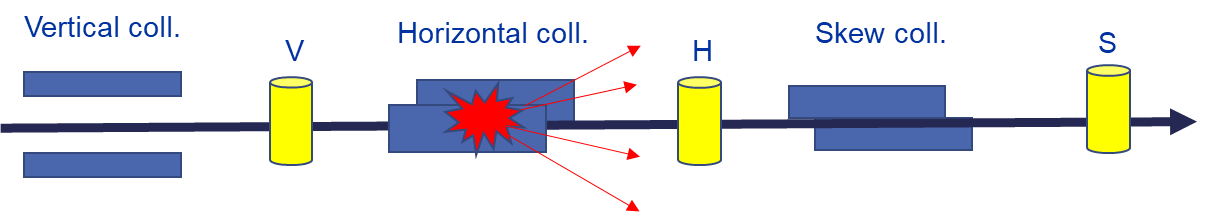 Vertical coll.
V
Horizontal coll.
H
Skew coll.
S